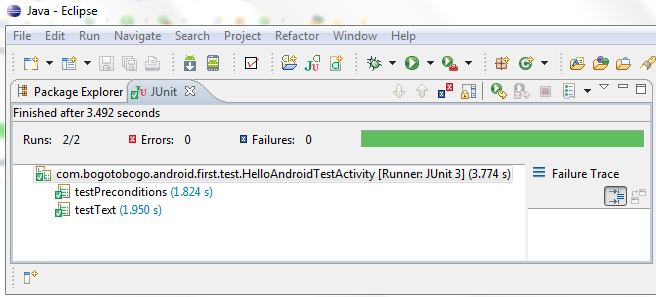 Java - Eclipse
File Edit Run Navigate Search Project Refactor Window Help
Package Explorer JUnit
Finished after 3.492 seconds
Runs: 2/2 Errors: 0 Failures: 0
com.bogotobogo.android.first.test.HelloAndroidTestActivity [Runner: JUnit 3] (3.774 s)
Failure Trace
testPreconditions (1.824 s)
testText (1.950 s)